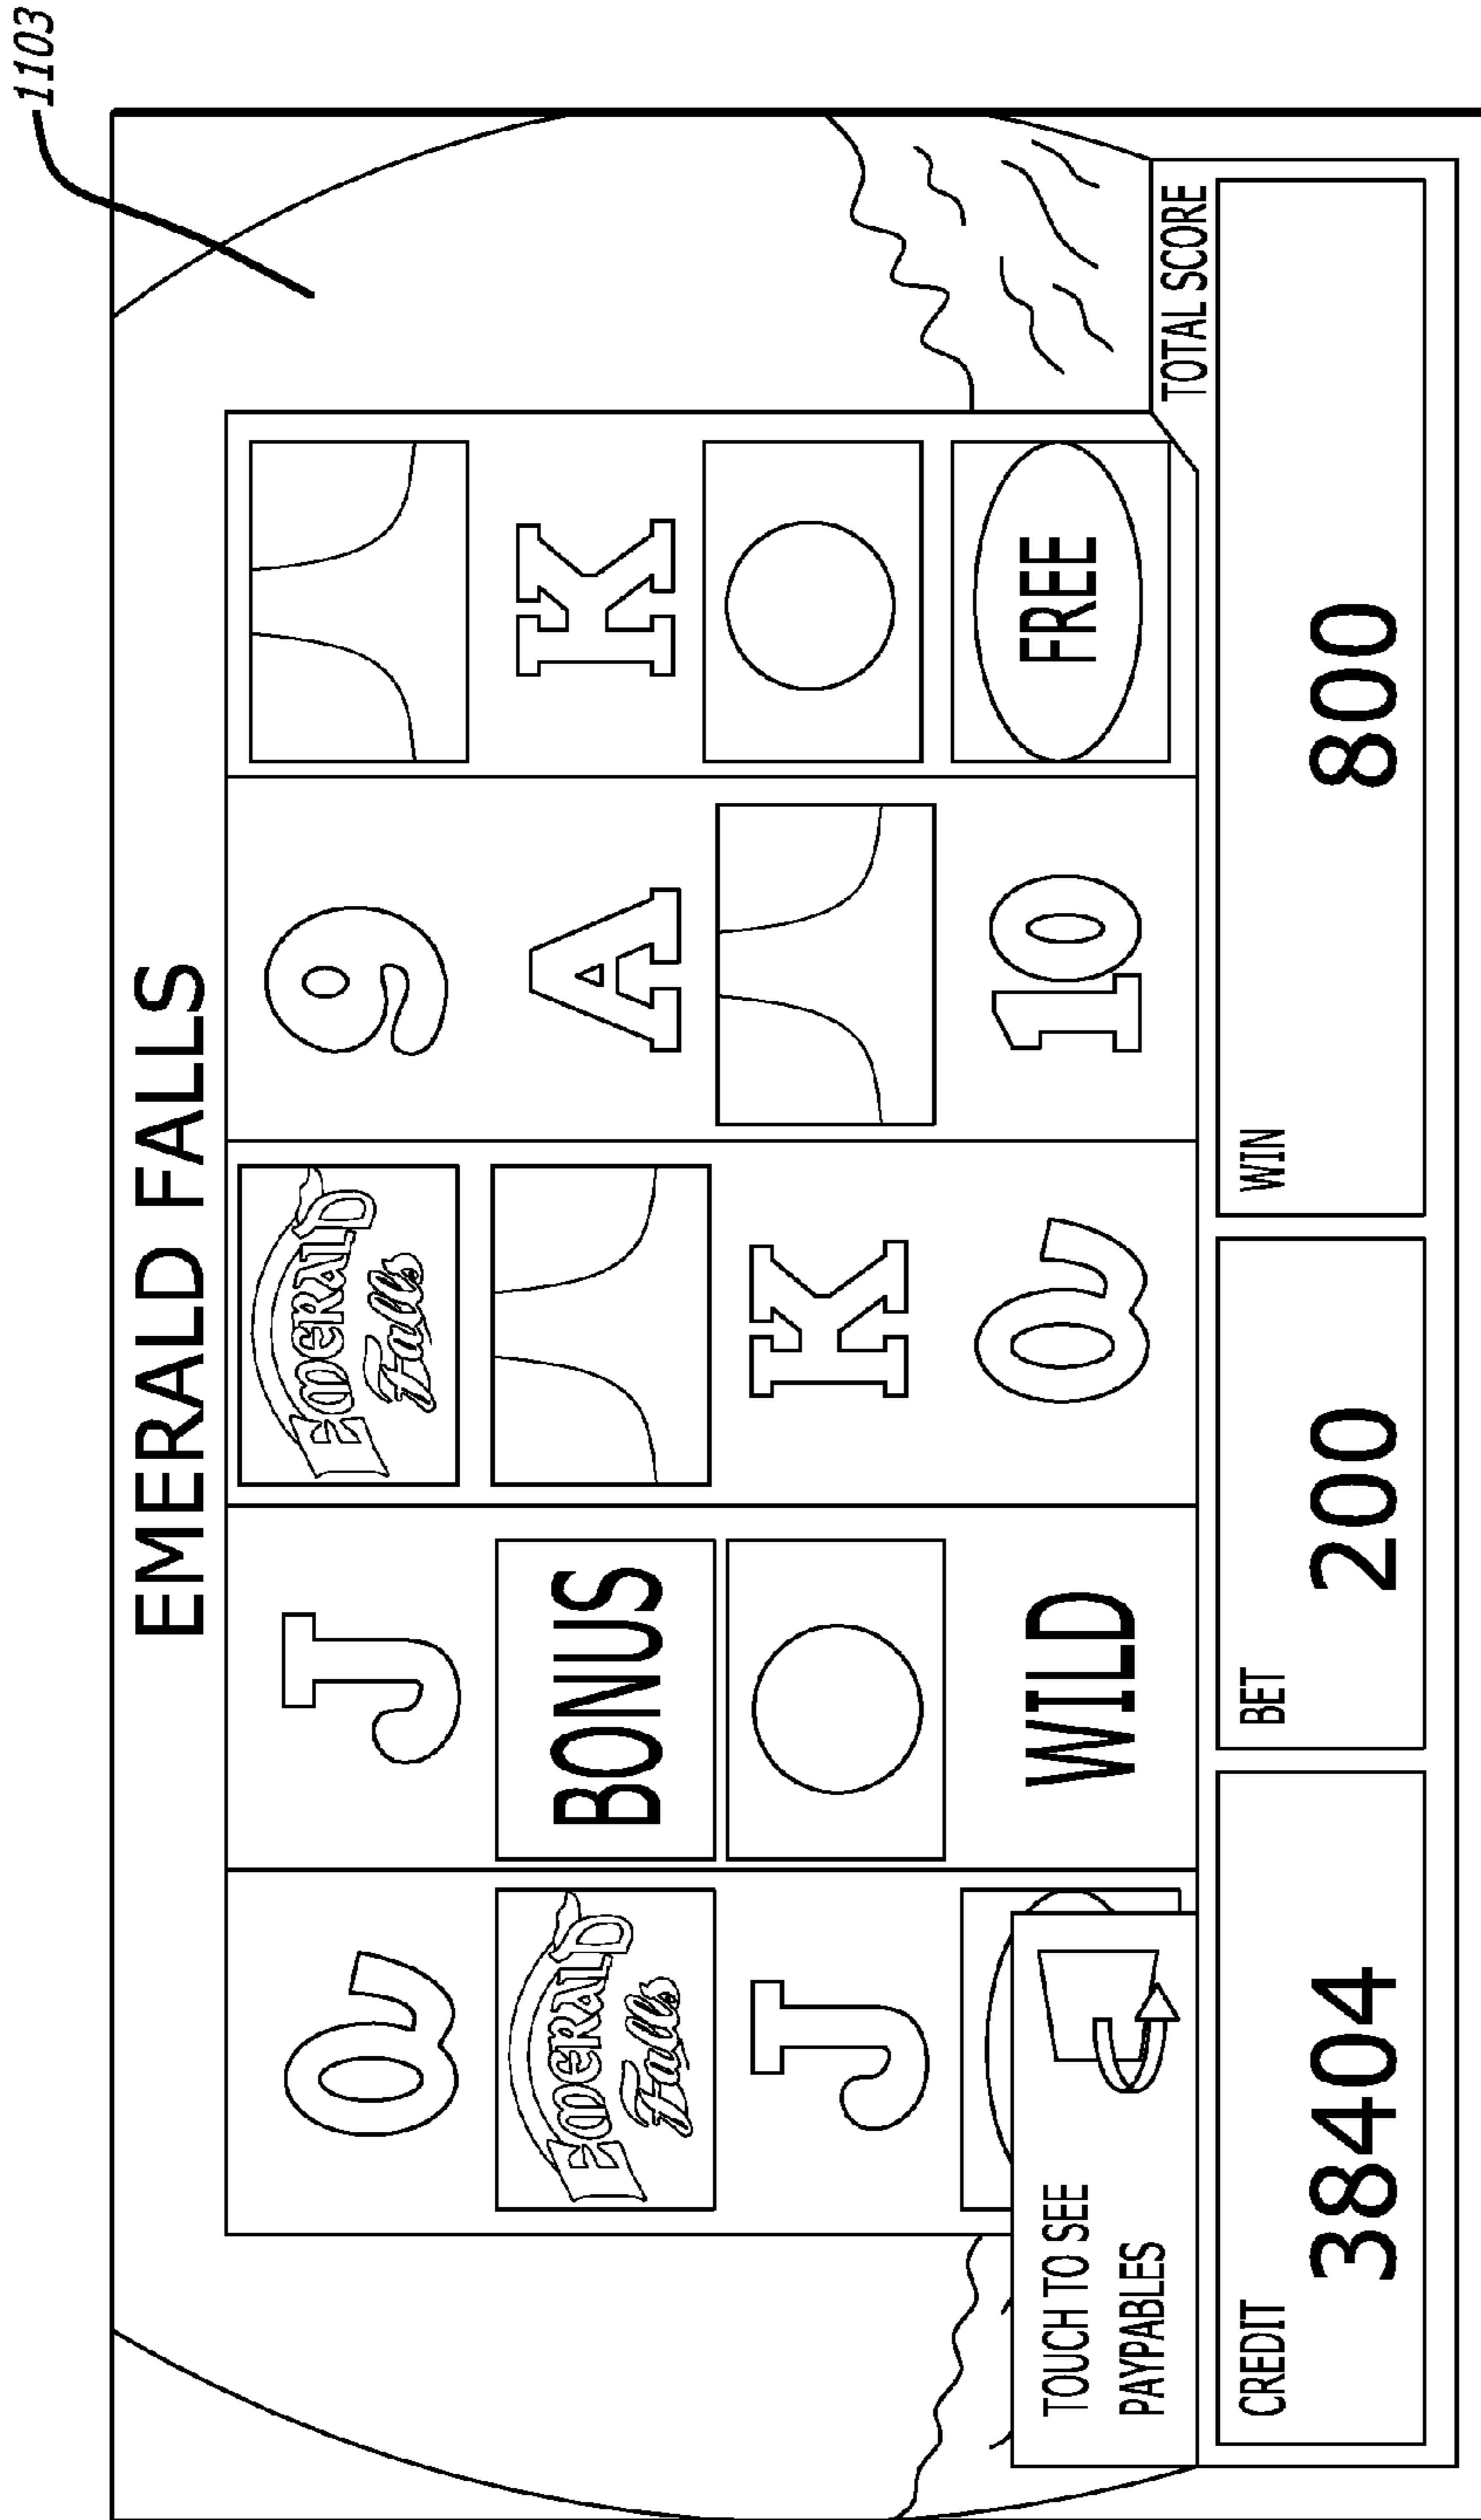 1103
EMERALD FALLS
Q J EMERALD Falls 9
EMERALD Falls BONUS A K
J K
WILD Q 10 FREE
TOUCH TO SEE
PAYPABLES
TOTAL SCORE
CREDIT BET WIN
38404 200 800